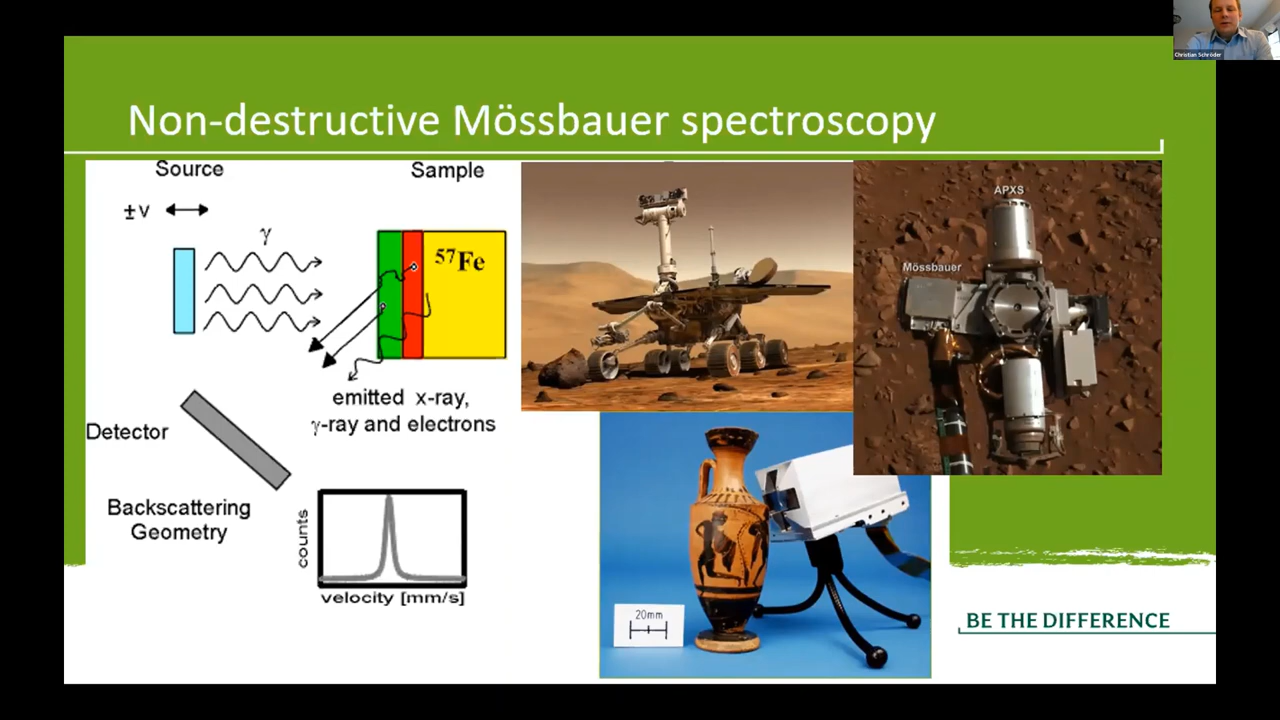 Christian Schröder
Non-destructive Mössbauer spectroscopy
Source
Sample
±v
γ
57Fe
emitted x-ray,
γ-ray and electrons
Detector
Backscattering
Geometry
counts
velocity [mm/s]
APXS
Mössbauer
20mm
BE THE DIFFERENCE